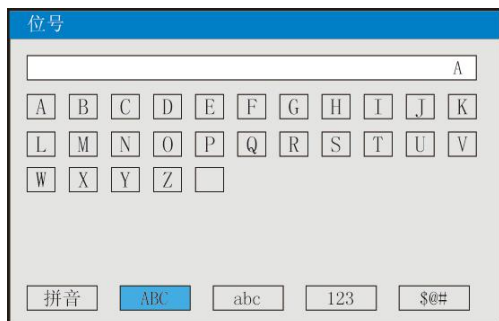 位号
A
A B C D E F G H I J K
L M N O P Q R S T U V
W X Y Z
拼音 ABC abc 123 $@#